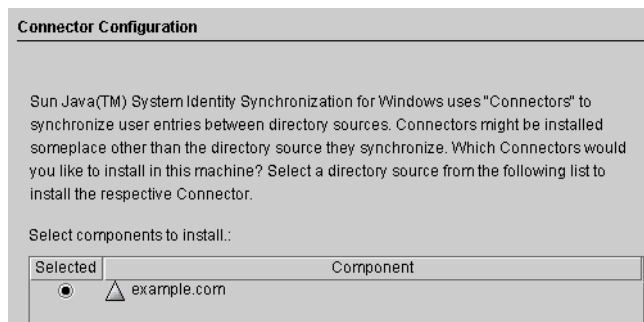 Connector Configuration
Sun Java(TM) System Identity Synchronization for Windows uses "Connectors" to
synchronize user entries between directory sources. Connectors might be installed
someplace other than the directory source they synchronize. Which Connectors would
you like to install in this machine? Select a directory source from the following list to
install the respective Connector.
Select components to install.:
Selected Component
example.com